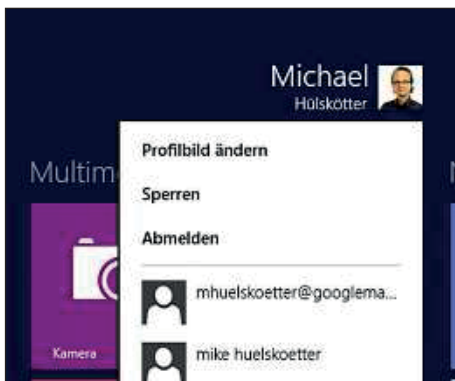 Michael
Hülskötter
Profilbild ändern
Multim
Sperren
Abmelden
mhuelskoetter@googlema...
Kamera
mike huelskoetter